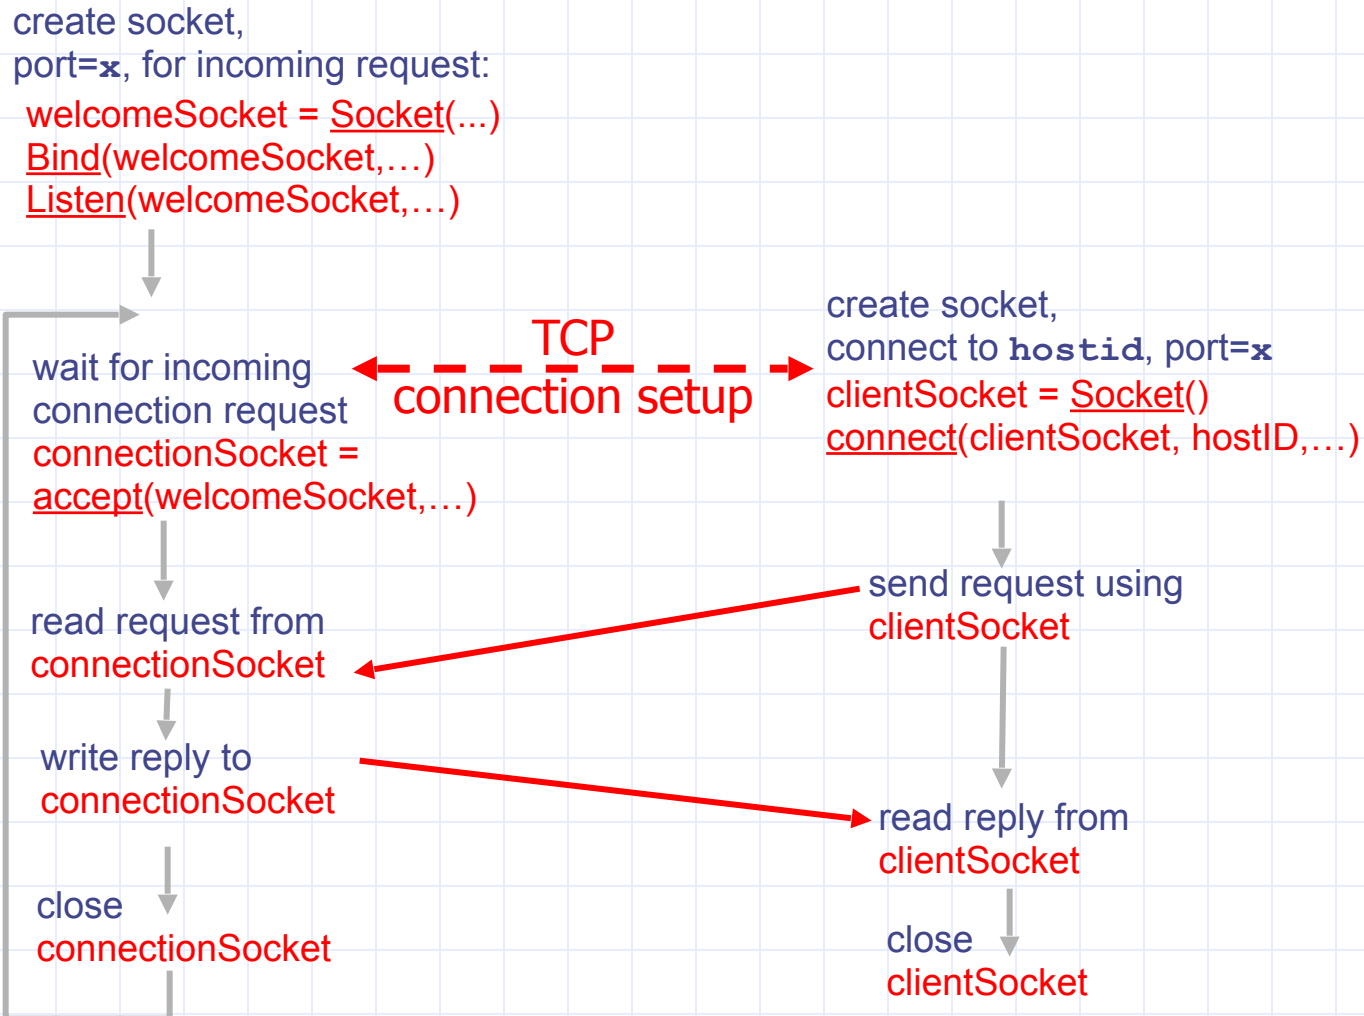 create socket,
port=x, for incoming request:
welcomeSocket = Socket(...)
Bind(welcomeSocket,…)
Listen(welcomeSocket,…)
wait for incoming
connection request
connectionSocket =
accept(welcomeSocket,…)
TCP
connection setup
create socket,
connect to hostid, port=x
clientSocket = Socket()
connect(clientSocket, hostID,…)
send request using
clientSocket
read request from
connectionSocket
write reply to
connectionSocket
read reply from
clientSocket
close
connectionSocket
close
clientSocket